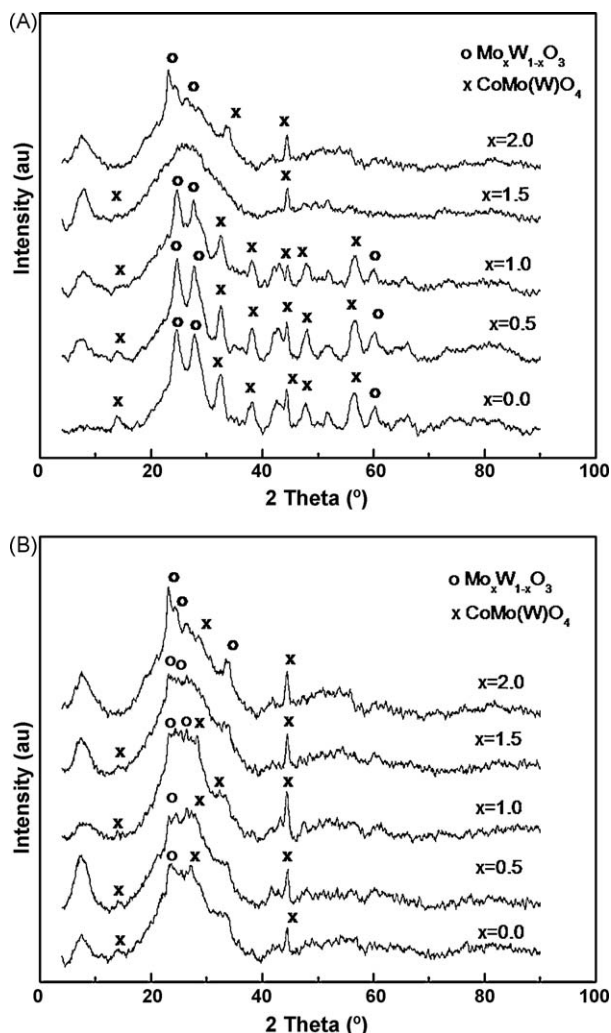 (A)
o MoₓW₁₋ₓO₃
x CoMo(W)O₄
x=2.0
x=1.5
x=1.0
x=0.5
x=0.0
Intensity (au)
0 20 40 60 80 100
2 Theta (º)
(B)
o MoₓW₁₋ₓO₃
x CoMo(W)O₄
x=2.0
x=1.5
x=1.0
x=0.5
x=0.0
Intensity (au)
0 20 40 60 80 100
2 Theta (º)